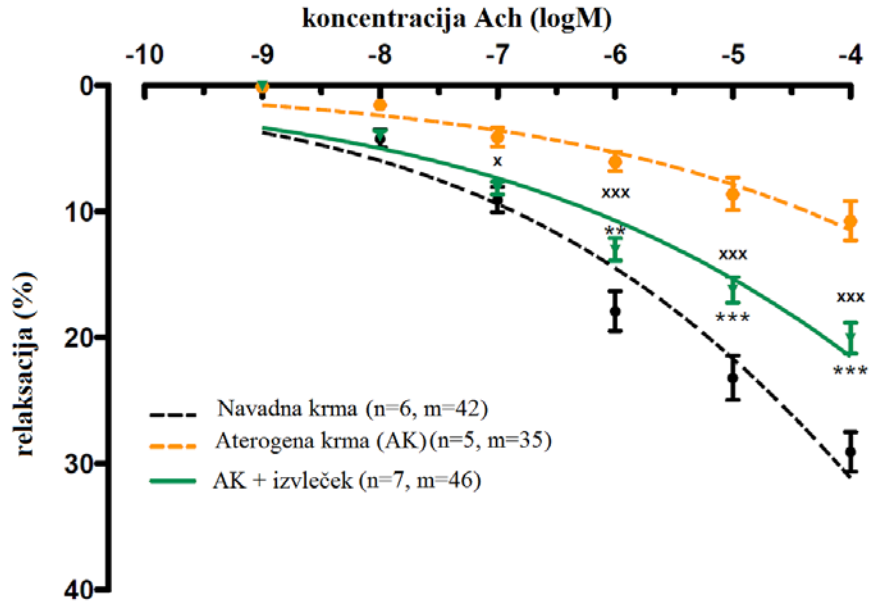 koncentracija Ach (logM)
-10 -9 -8 -7 -6 -5 -4
0
10
20
30
40
relaksacija (%)
x
xxx
**
xxx
***
xxx
***
Navadna krma (n=6, m=42)
Aterogena krma (AK) (n=5, m=35)
AK + izvleček (n=7, m=46)